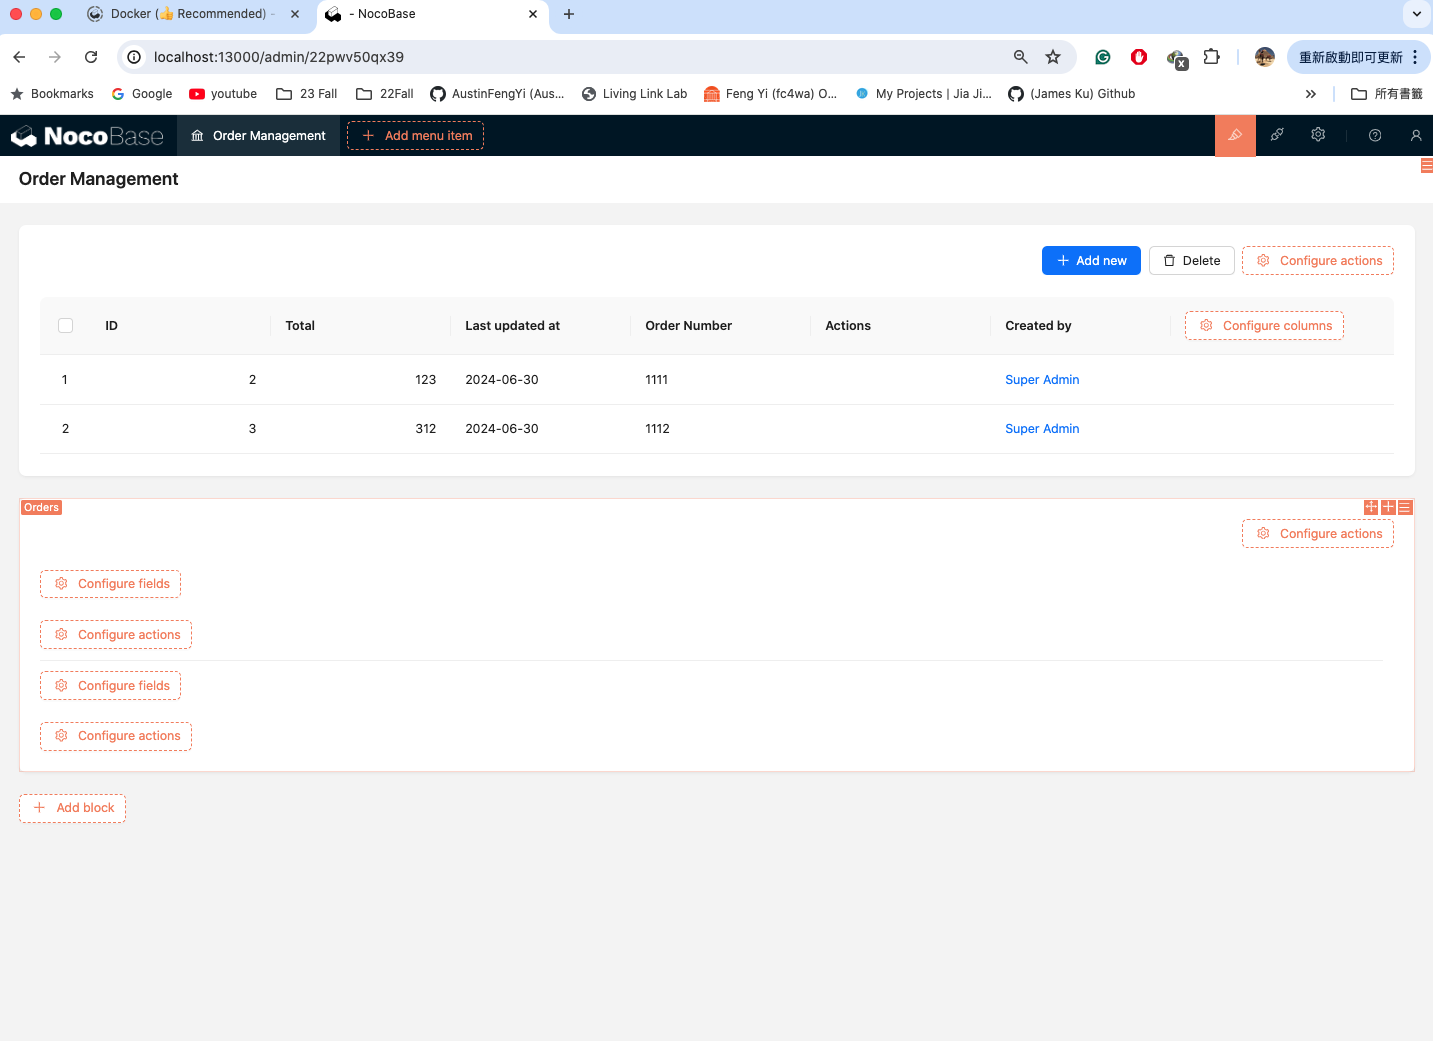 Docker (👍 Recommended) -
- NocoBase
localhost:13000/admin/22pwv50qx39
重新啟動即可更新
Bookmarks
Google
youtube
23 Fall
22Fall
AustinFengYi (Aus...
Living Link Lab
Feng Yi (fc4wa) O...
My Projects | Jia Ji...
(James Ku) Github
所有書籤
NocoBase
Order Management
Add menu item
Order Management
Add new
Delete
Configure actions
ID Total Last updated at Order Number Actions Created by Configure columns
1 2 123 2024-06-30 1111 Super Admin
2 3 312 2024-06-30 1112 Super Admin
Orders
Configure actions
Configure fields
Configure actions
Configure fields
Configure actions
Add block